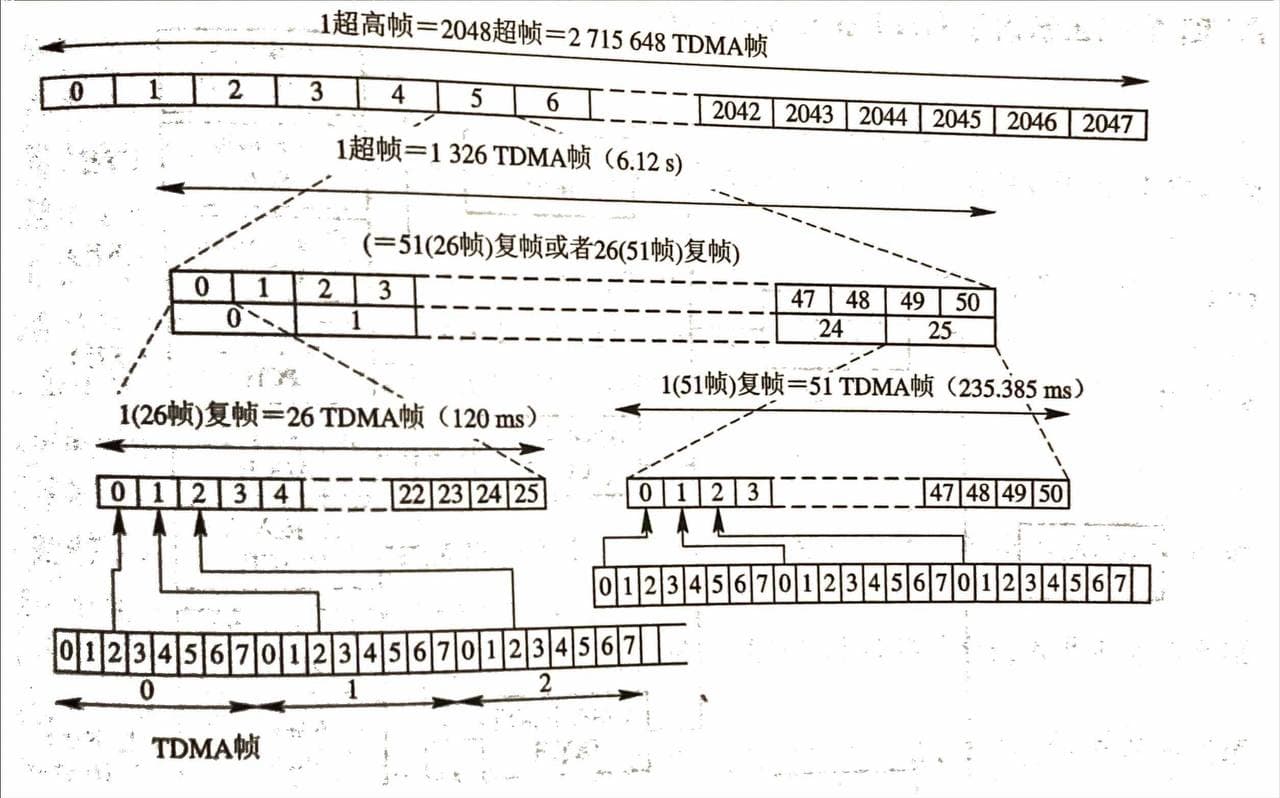 1超高帧=2048超帧=2 715 648 TDMA帧
0 1 2 3 4 5 6 2042 2043 2044 2045 2046 2047
1超帧=1 326 TDMA帧（6.12 s）
(=51(26帧)复帧或者26(51帧)复帧)
0 1 2 3 47 48 49 50
0 1 24 25
1(26帧)复帧=26 TDMA帧（120 ms）
1(51帧)复帧=51 TDMA帧（235.385 ms）
0 1 2 3 4 22 23 24 25
0 1 2 3 47 48 49 50
0 1 2 3 4 5 6 7 0 1 2 3 4 5 6 7 0 1 2 3 4 5 6 7
0 1 2 3 4 5 6 7 0 1 2 3 4 5 6 7 0 1 2 3 4 5 6 7
0 1 2
TDMA帧